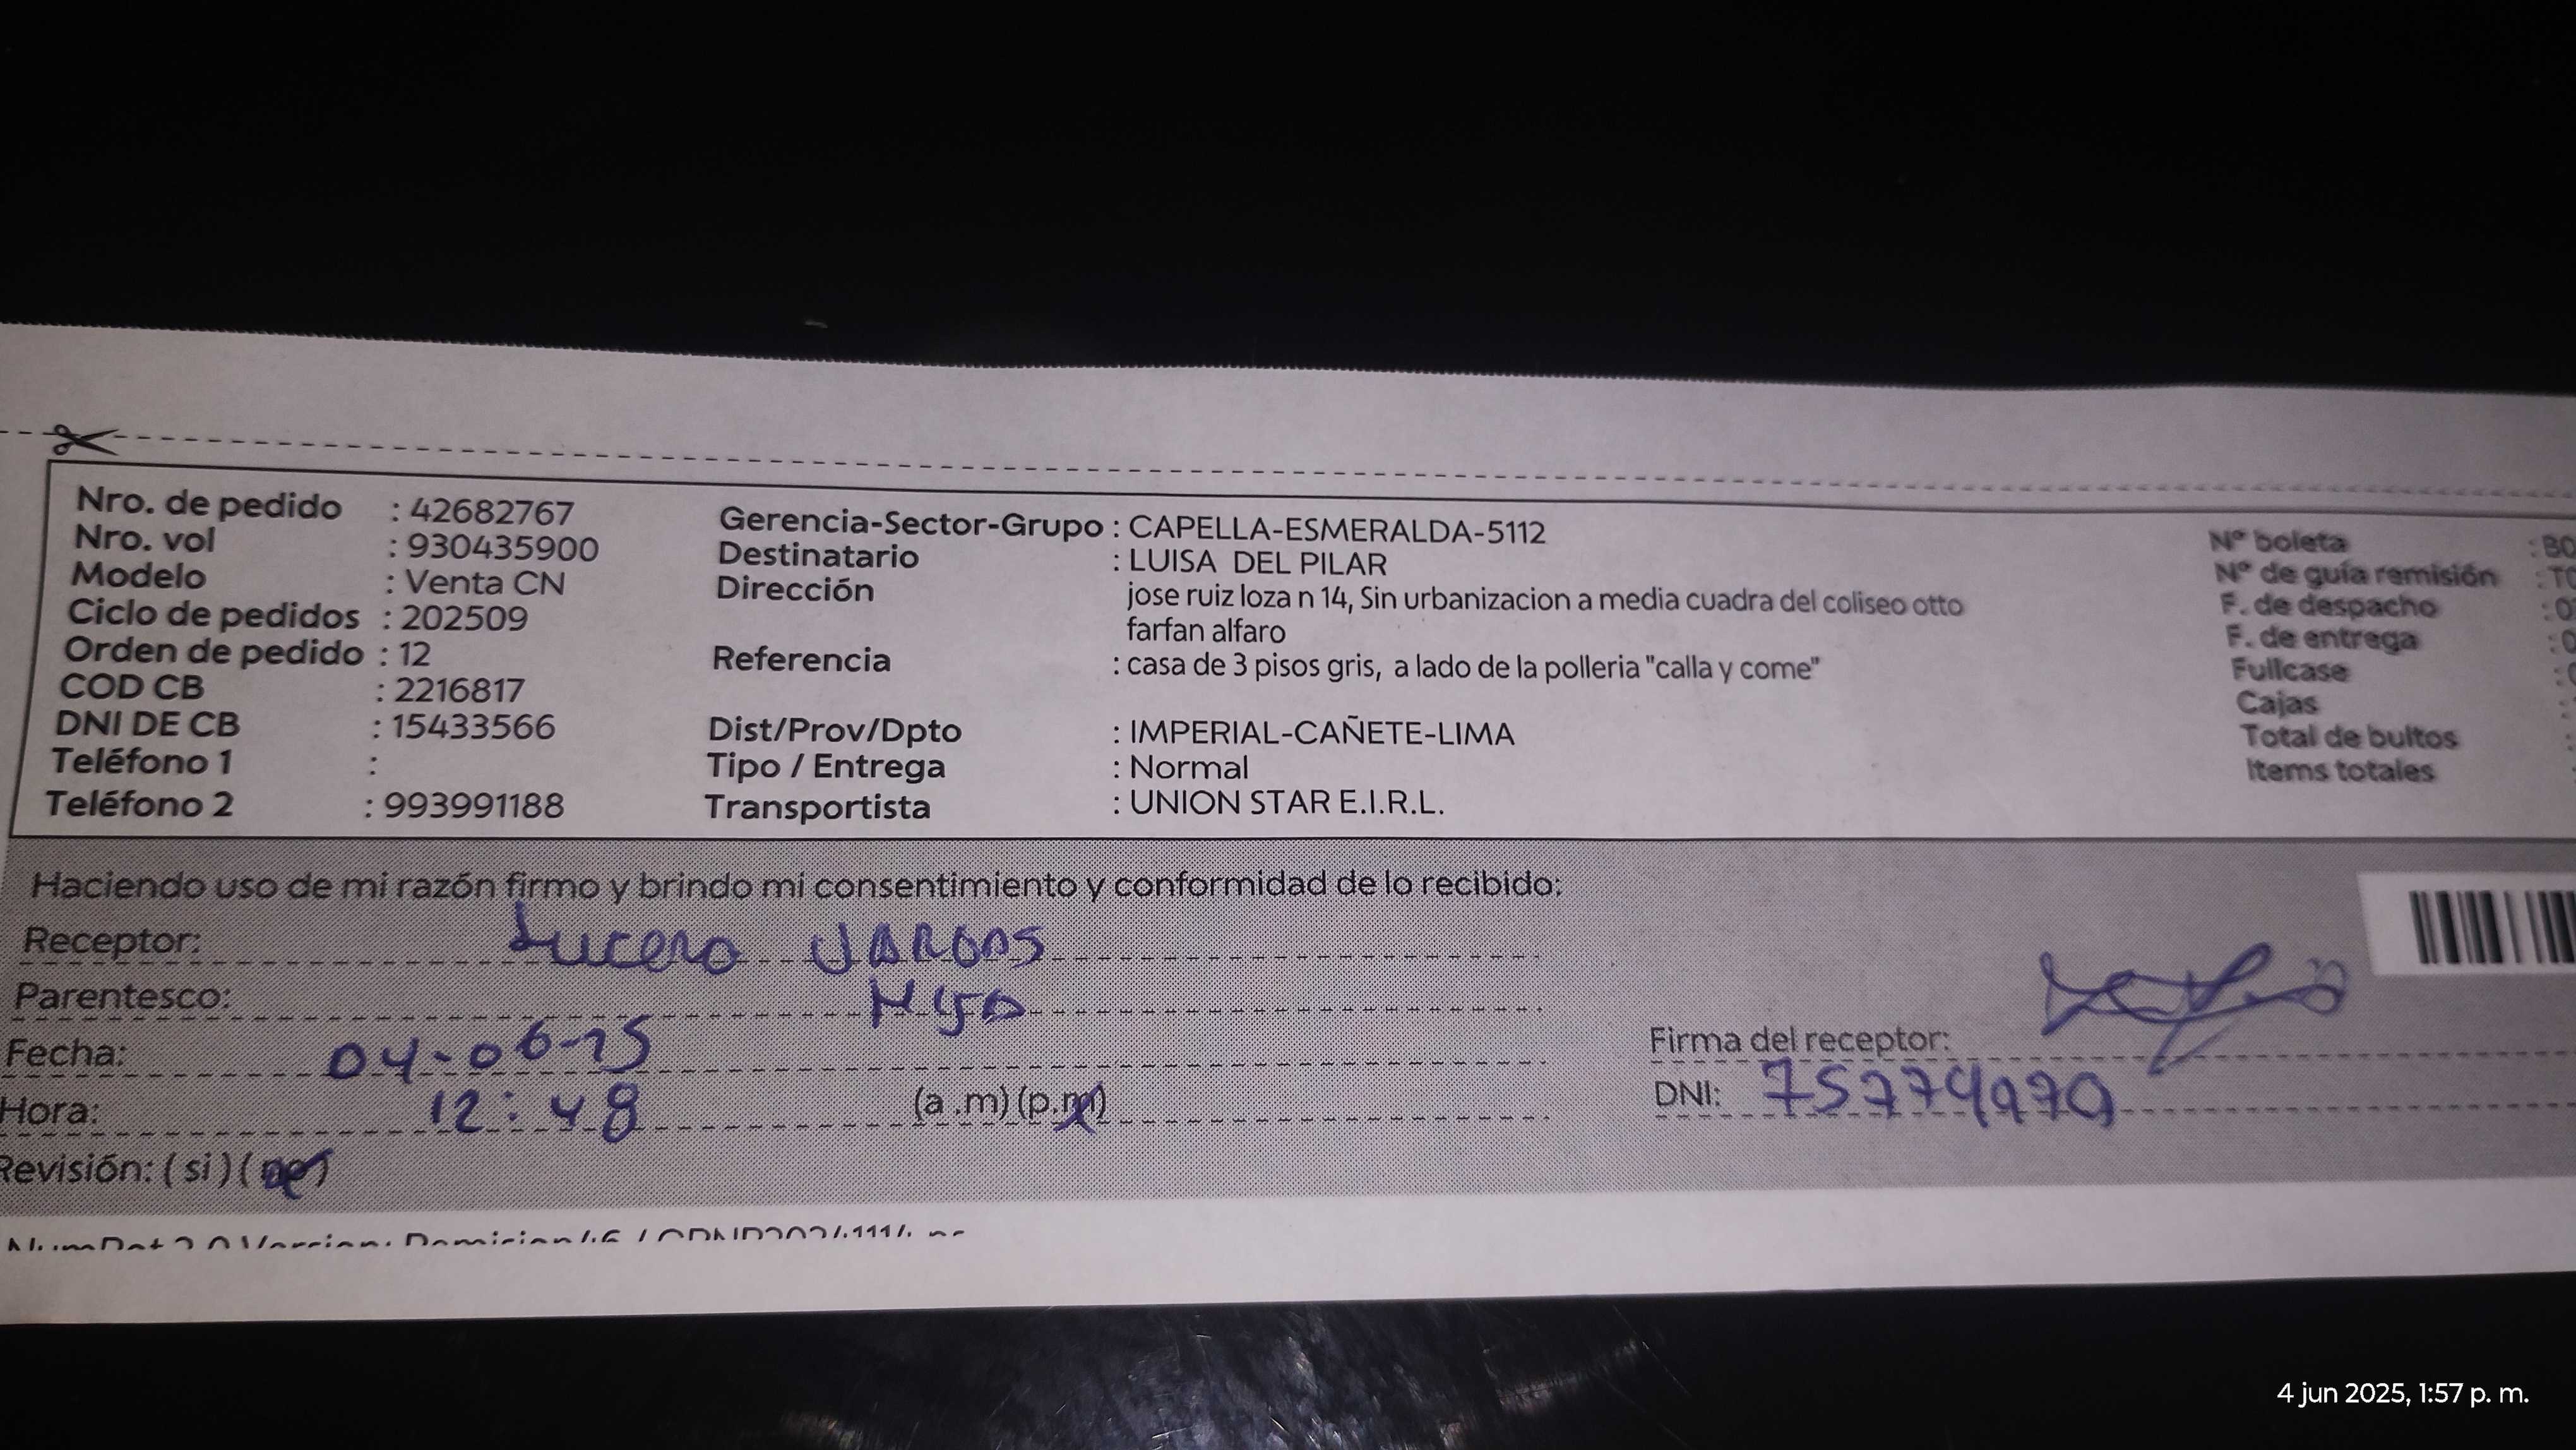 Nro. de pedido : 42682767
Nro. vol : 930435900
Modelo : Venta CN
Ciclo de pedidos : 202509
Orden de pedido : 12
COD CB : 2216817
DNI DE CB : 15433566
Teléfono 1 :
Teléfono 2 : 993991188
Gerencia-Sector-Grupo : CAPELLA-ESMERALDA-5112
Destinatario : LUISA DEL PILAR
Dirección jose ruiz loza n 14, Sin urbanizacion a media cuadra del coliseo otto
farfan alfaro
Referencia : casa de 3 pisos gris, a lado de la polleria "calla y come"
Dist/Prov/Dpto : IMPERIAL-CAÑETE-LIMA
Tipo / Entrega : Normal
Transportista : UNION STAR E.I.R.L.
Nº boleta : B0
Nº de guía remisión : T0
F. de despacho : 0
F. de entrega : 0
Fullcase :
Cajas :
Total de bultos :
Items totales
Haciendo uso de mi razón firmo y brindo mi consentimiento y conformidad de lo recibido:
Receptor: Lucero VARGAS
Parentesco: HIJA
Fecha: 04-06-25
Hora: 12:48 (a .m) (p.m)
Revisión: ( si ) ( no )
Firma del receptor:
DNI: 75774979
4 jun 2025, 1:57 p. m.